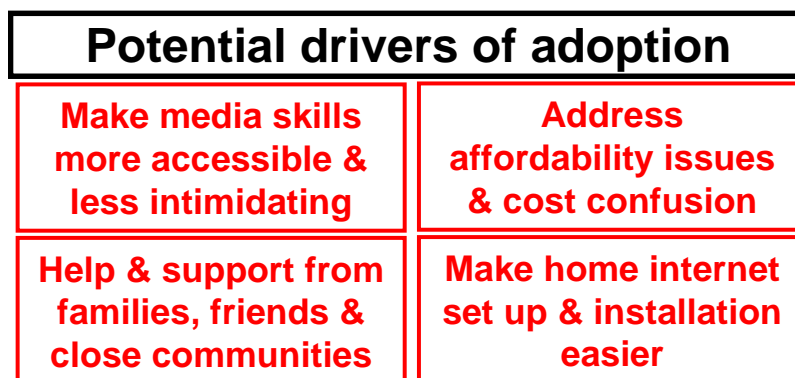 Potential drivers of adoption
Make media skills
more accessible &
less intimidating
Address
affordability issues
& cost confusion
Help & support from
families, friends &
close communities
Make home internet
set up & installation
easier